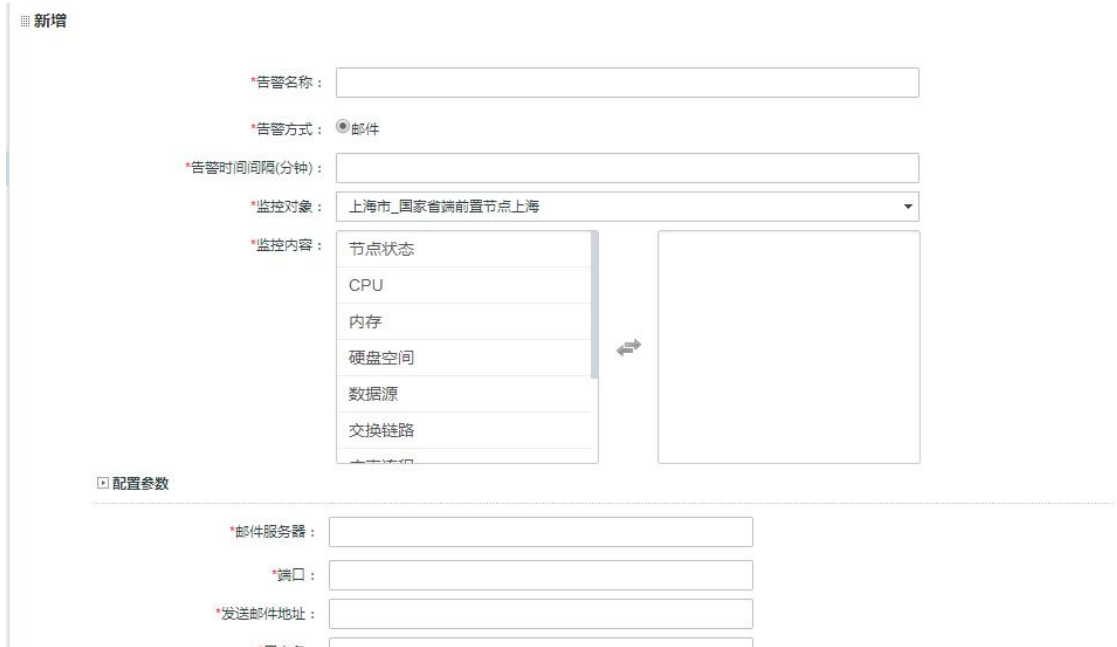 新增
*告警名称：
*告警方式： 邮件
*告警时间间隔(分钟)：
*监控对象： 上海市_国家省端前置节点上海
*监控内容： 节点状态
CPU
内存
硬盘空间
数据源
交换链路
配置参数
*邮件服务器：
*端口：
*发送邮件地址：